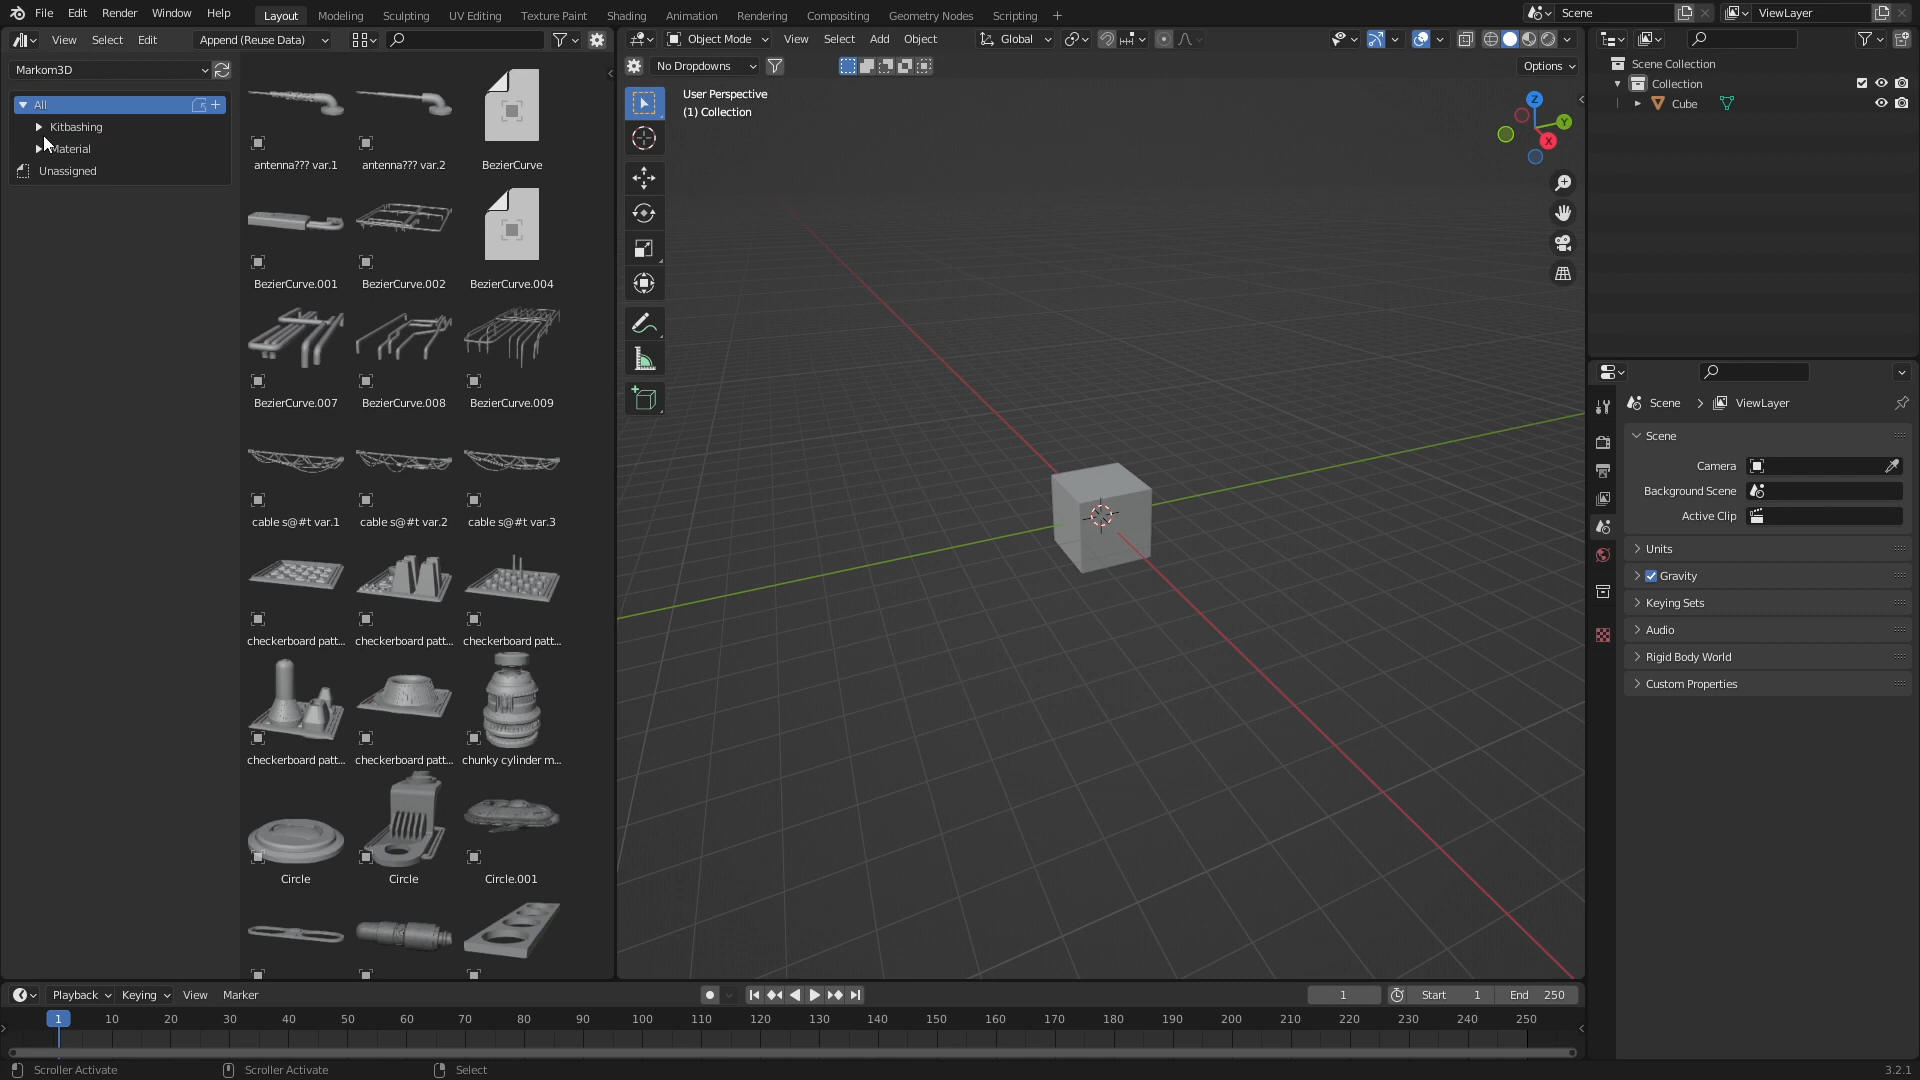 File Edit Render Window Help Layout Modeling Sculpting UV Editing Texture Paint Shading Animation Rendering Compositing Geometry Nodes Scripting + Scene ViewLayer
View Select Edit Append (Reuse Data) Object Mode View Select Add Object Global
No Dropdowns Options
Markom3D
All
Kitbashing
Material
Unassigned
antenna??? var.1 antenna??? var.2 BezierCurve
BezierCurve.001 BezierCurve.002 BezierCurve.004
BezierCurve.007 BezierCurve.008 BezierCurve.009
cable s@#t var.1 cable s@#t var.2 cable s@#t var.3
checkerboard patt... checkerboard patt... checkerboard patt...
checkerboard patt... checkerboard patt... chunky cylinder m...
Circle Circle Circle.001
User Perspective
(1) Collection
Z
Y
X
Scene Collection
Collection
Cube
Scene > ViewLayer
Scene
Camera
Background Scene
Active Clip
Units
Gravity
Keying Sets
Audio
Rigid Body World
Custom Properties
Playback Keying View Marker 1 Start 1 End 250
1 10 20 30 40 50 60 70 80 90 100 110 120 130 140 150 160 170 180 190 200 210 220 230 240 250
Scroller Activate Scroller Activate Select 3.2.1